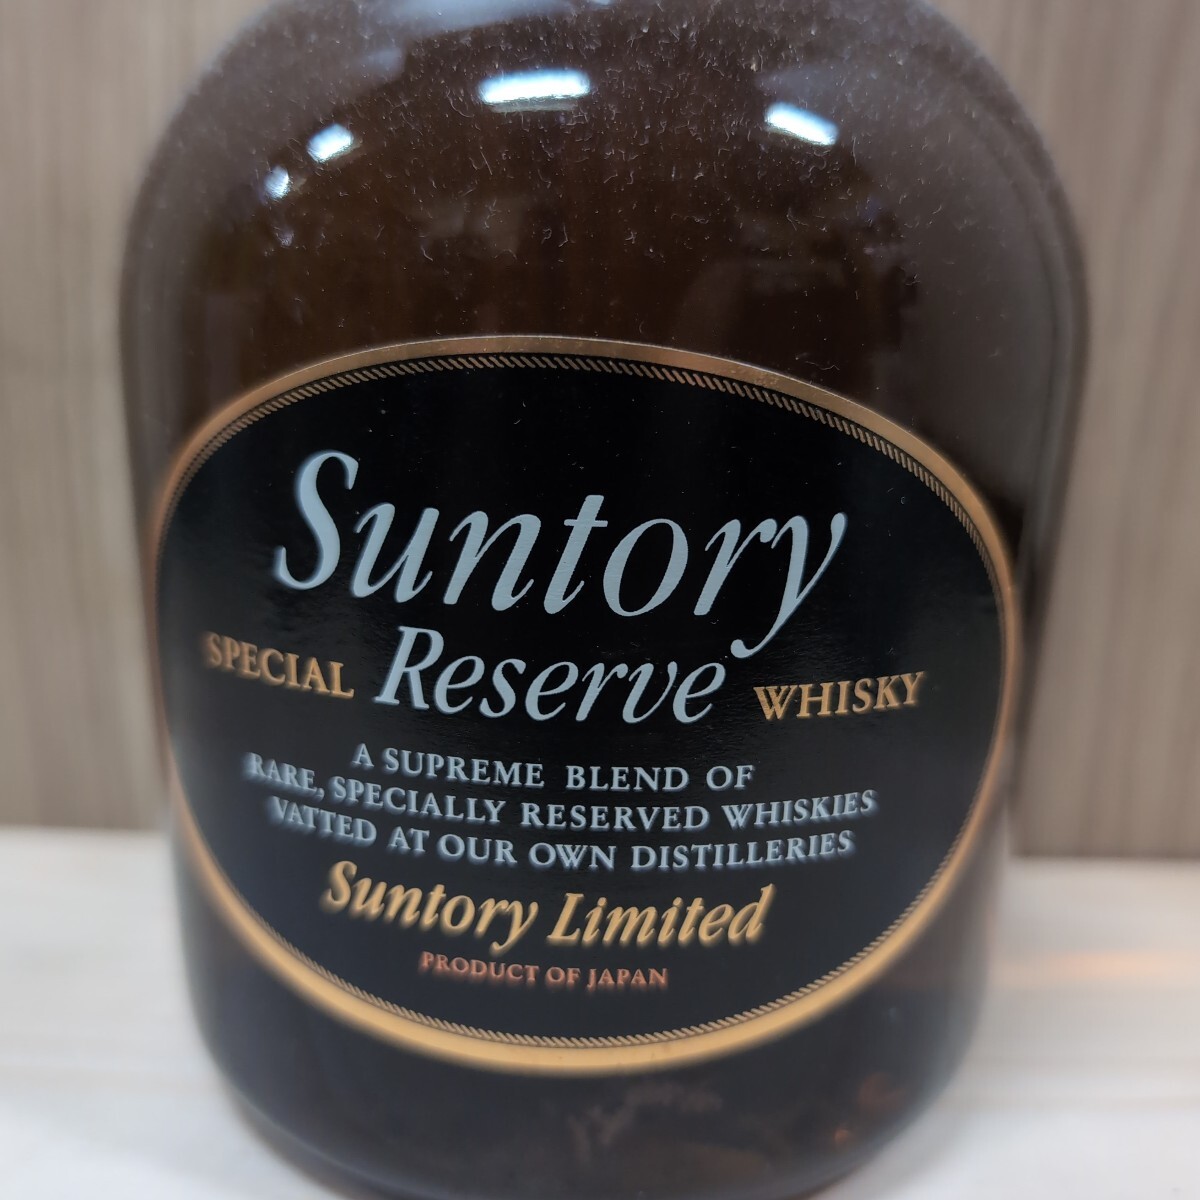 Suntory
SPECIAL Reserve WHISKY
A SUPREME BLEND OF
RARE, SPECIALLY RESERVED WHISKIES
VATTED AT OUR OWN DISTILLERIES
Suntory Limited
PRODUCT OF JAPAN